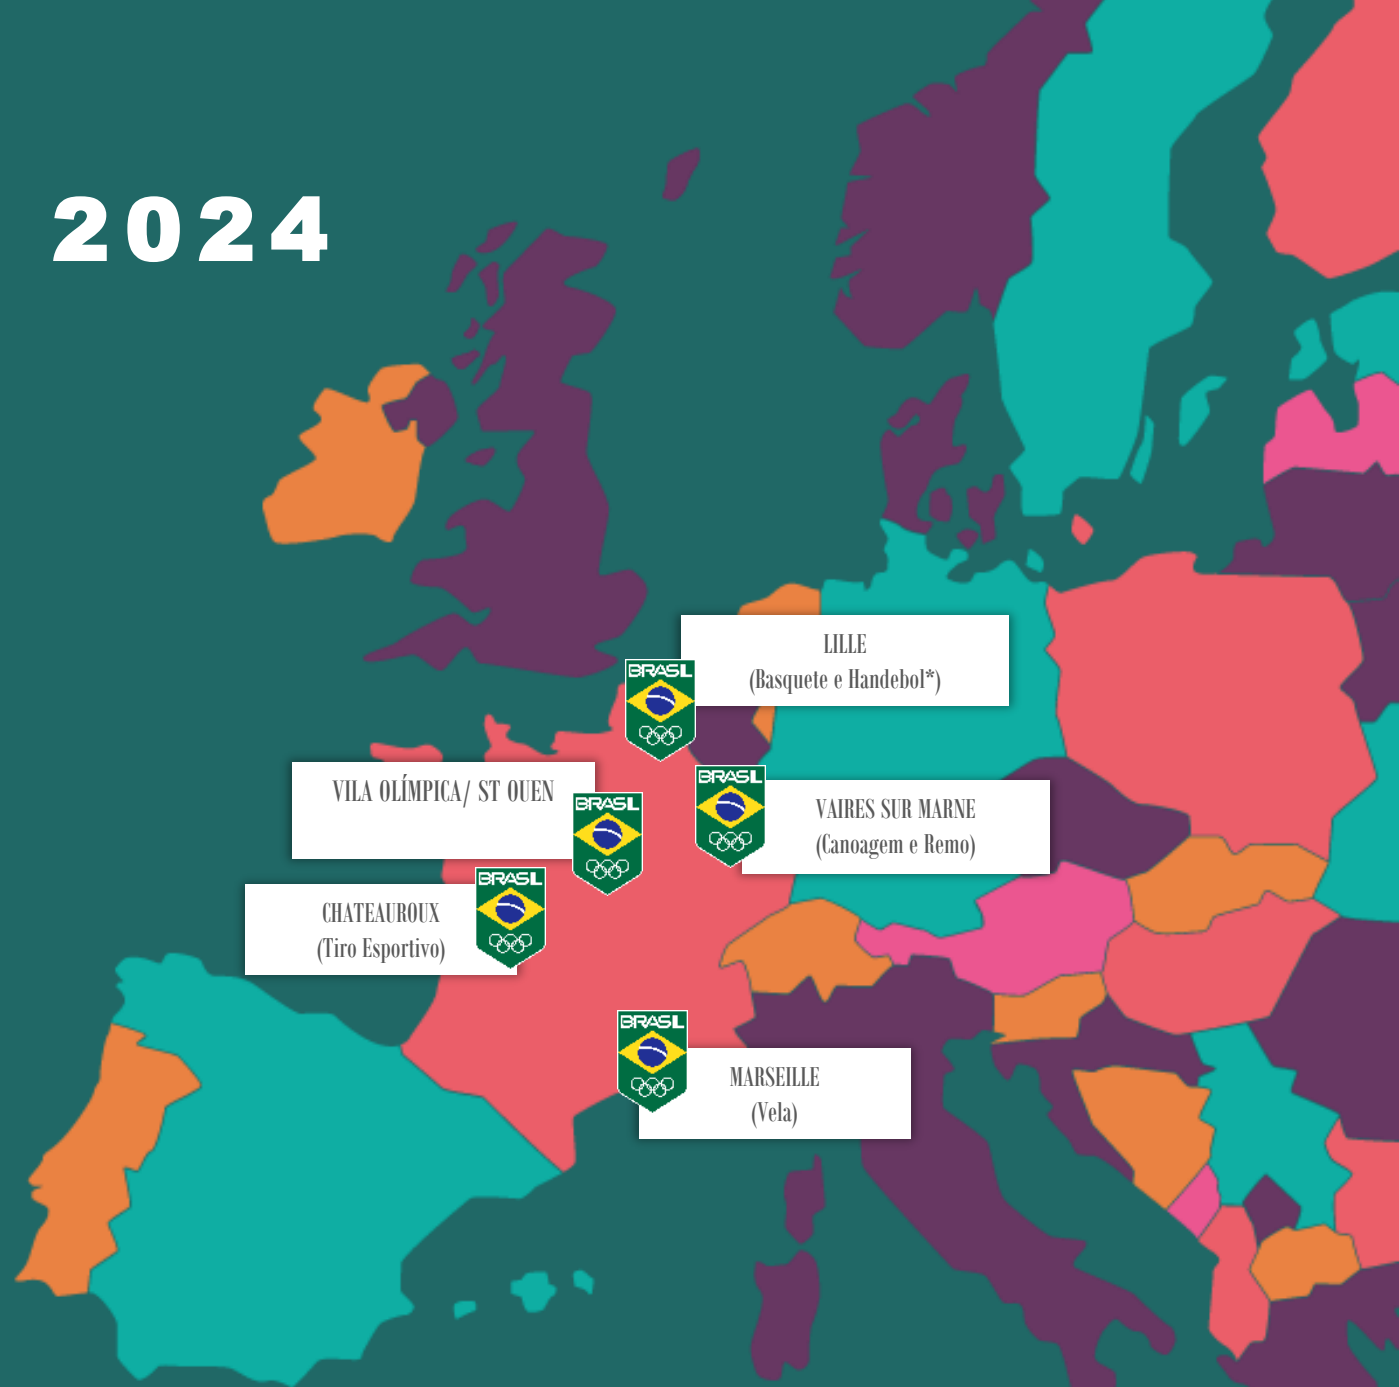 2024
LILLE
(Basquete e Handebol*)
BRASIL
VILA OLÍMPICA/ ST OUEN
BRASIL
BRASIL
VAIRES SUR MARNE
(Canoagem e Remo)
BRASIL
CHATEAUROUX
(Tiro Esportivo)
BRASIL
MARSEILLE
(Vela)